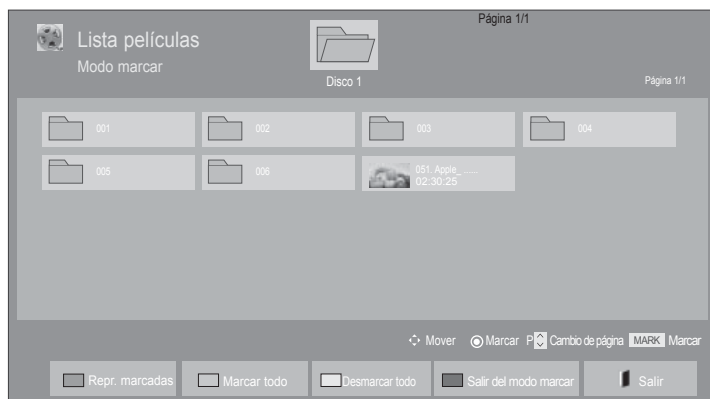 Página 1/1
Lista películas
Modo marcar
Disco 1
Página 1/1
001
002
003
004
005
006
051. Apple_ ......
02:30:25
Mover
Marcar
P
Cambio de página
MARK
Marcar
Repr. marcadas
Marcar todo
Desmarcar todo
Salir del modo marcar
Salir